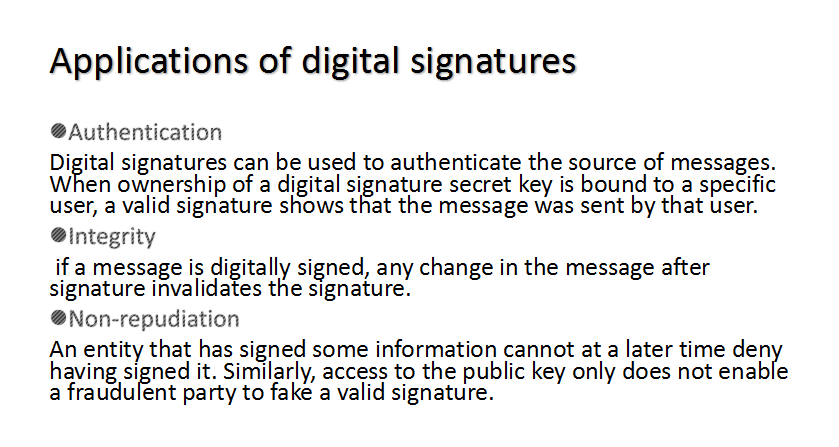 Applications of digital signatures
●Authentication
Digital signatures can be used to authenticate the source of messages.
When ownership of a digital signature secret key is bound to a specific
user, a valid signature shows that the message was sent by that user.
●Integrity
if a message is digitally signed, any change in the message after
signature invalidates the signature.
●Non-repudiation
An entity that has signed some information cannot at a later time deny
having signed it. Similarly, access to the public key only does not enable
a fraudulent party to fake a valid signature.